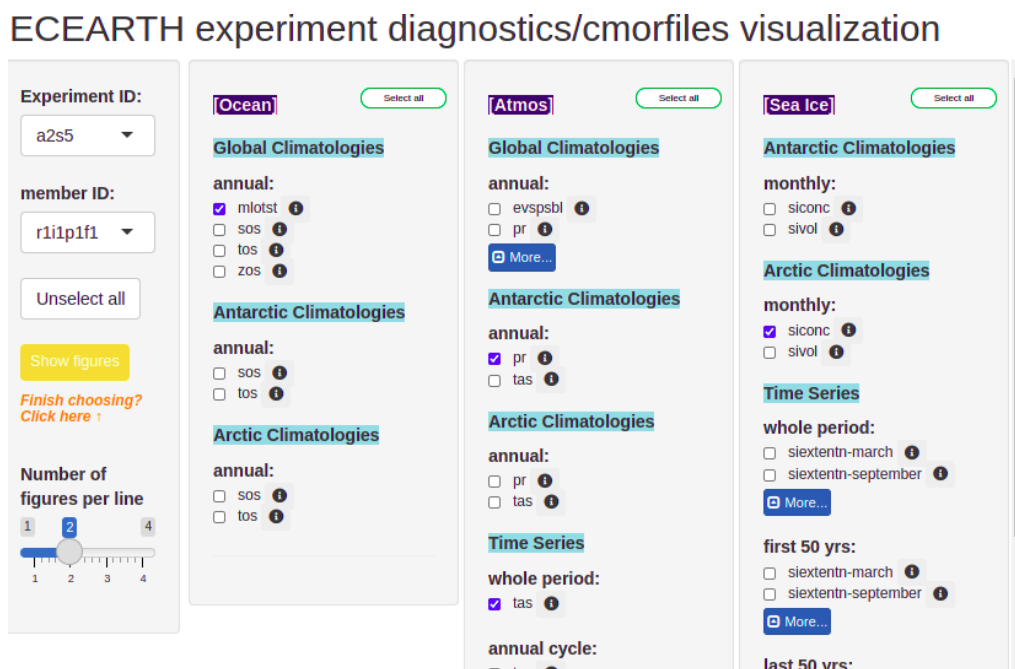 ECEARTH experiment diagnostics/cmorfiles visualization
Experiment ID:
a2s5
member ID:
r1i1p1f1
Unselect all
Show figures
Finish choosing?
Click here ↑
Number of
figures per line
1 2 4
1 2 3 4
[Ocean]
Select all
Global Climatologies
annual:
mlotst
sos
tos
zos
Antarctic Climatologies
annual:
sos
tos
Arctic Climatologies
annual:
sos
tos
[Atmos]
Select all
Global Climatologies
annual:
evspsbl
pr
More...
Antarctic Climatologies
annual:
pr
tas
Arctic Climatologies
annual:
pr
tas
Time Series
whole period:
tas
annual cycle:
[Sea Ice]
Select all
Antarctic Climatologies
monthly:
siconc
sivol
Arctic Climatologies
monthly:
siconc
sivol
Time Series
whole period:
siextentn-march
siextentn-september
More...
first 50 yrs:
siextentn-march
siextentn-september
More...
last 50 yrs: